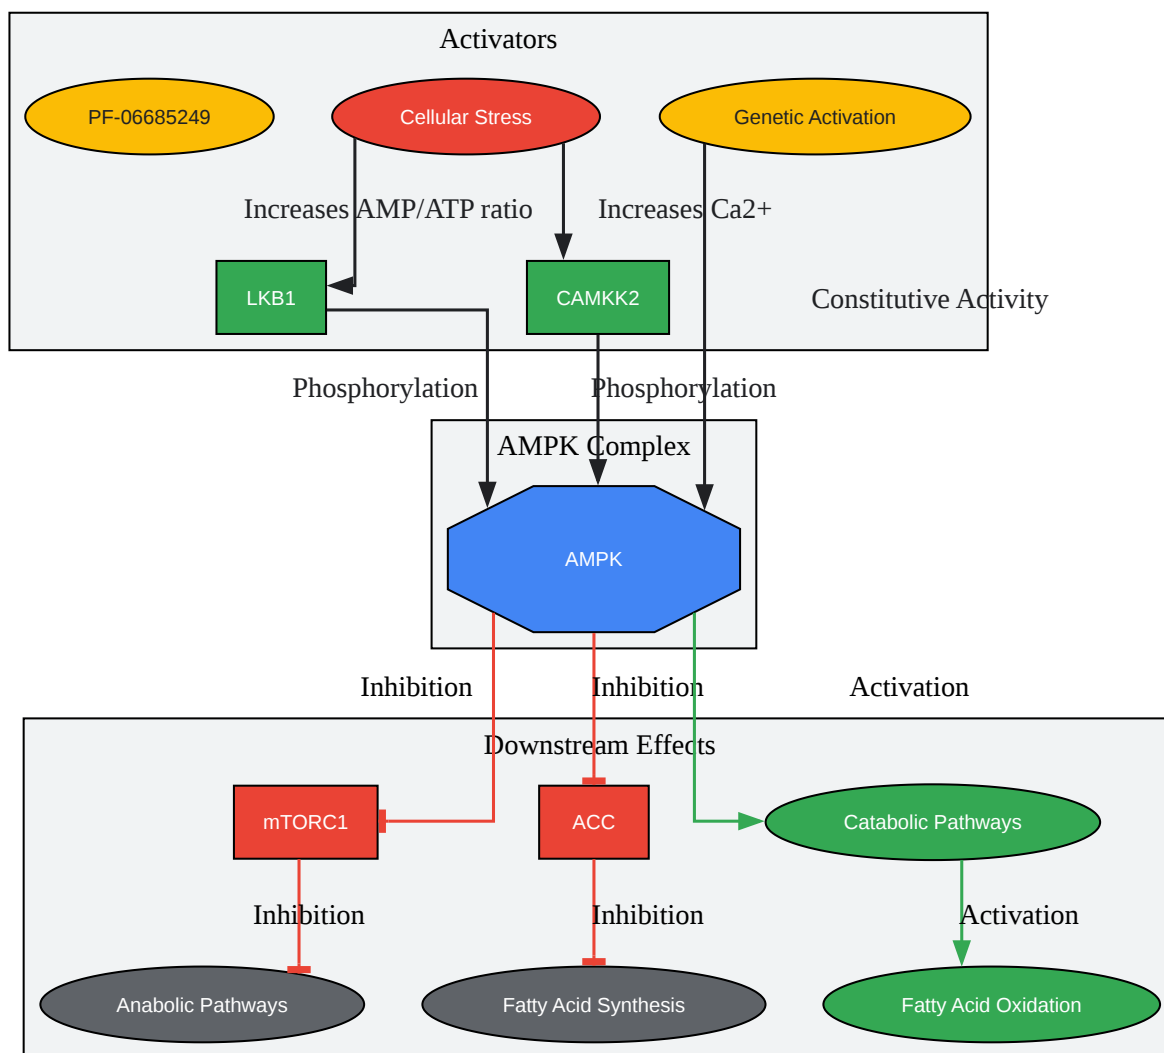 Activators
PF-06685249
Cellular Stress
Genetic Activation
Increases AMP/ATP ratio
Increases Ca2+
LKB1
CAMKK2
Constitutive Activity
Phosphorylation
Phosphorylation
AMPK Complex
AMPK
Inhibition
Inhibition
Activation
Downstream Effects
mTORC1
ACC
Catabolic Pathways
Inhibition
Inhibition
Activation
Anabolic Pathways
Fatty Acid Synthesis
Fatty Acid Oxidation